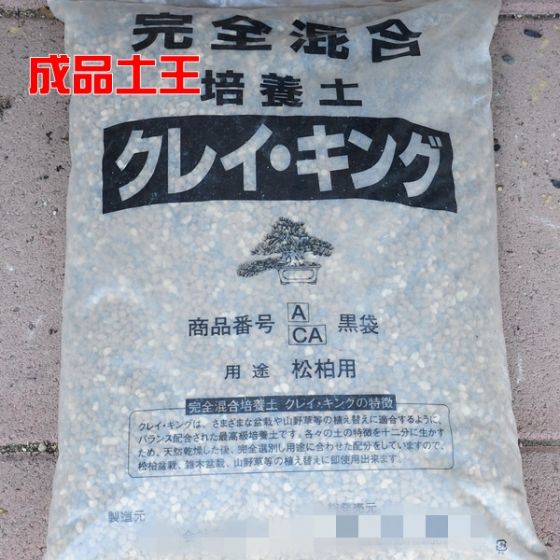 完全混合
成品土王
培養土
クレイ・キング
商品番号 A CA 黒袋
用途 松柏用
完全混合培養土 クレイ・キングの特徴
クレイ・キングは、さまざまな盆栽や山野草等の植え替えに適合するように
バランス配合された最高級培養土です。各々の土の特徴を十二分に生かす
ため、天然乾燥した後、完全選別し用途に合わせた配分をしていますので、
松柏盆栽、雑木盆栽、山野草等の植え替えに即使用出来ます。
製造元